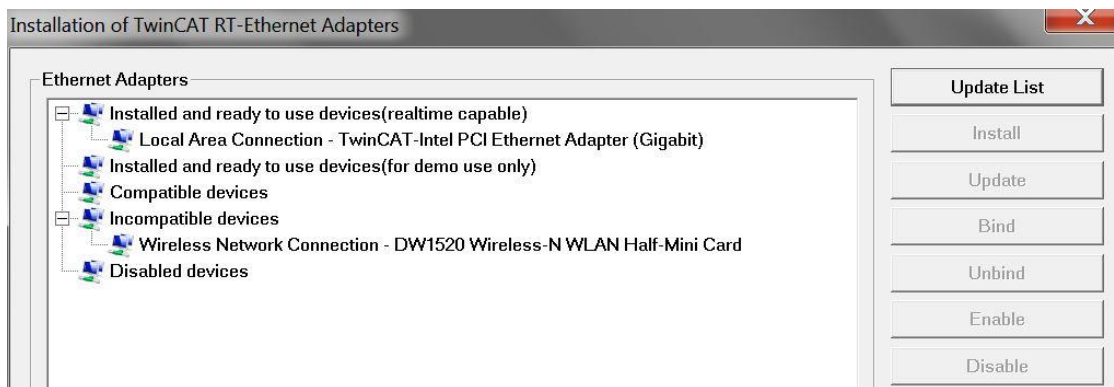 Installation of TwinCAT RT-Ethernet Adapters
X
Ethernet Adapters
Installed and ready to use devices(realtime capable)
Local Area Connection - TwinCAT-Intel PCI Ethernet Adapter (Gigabit)
Installed and ready to use devices(for demo use only)
Compatible devices
Incompatible devices
Wireless Network Connection - DW1520 Wireless-N WLAN Half-Mini Card
Disabled devices
Update List
Install
Update
Bind
Unbind
Enable
Disable